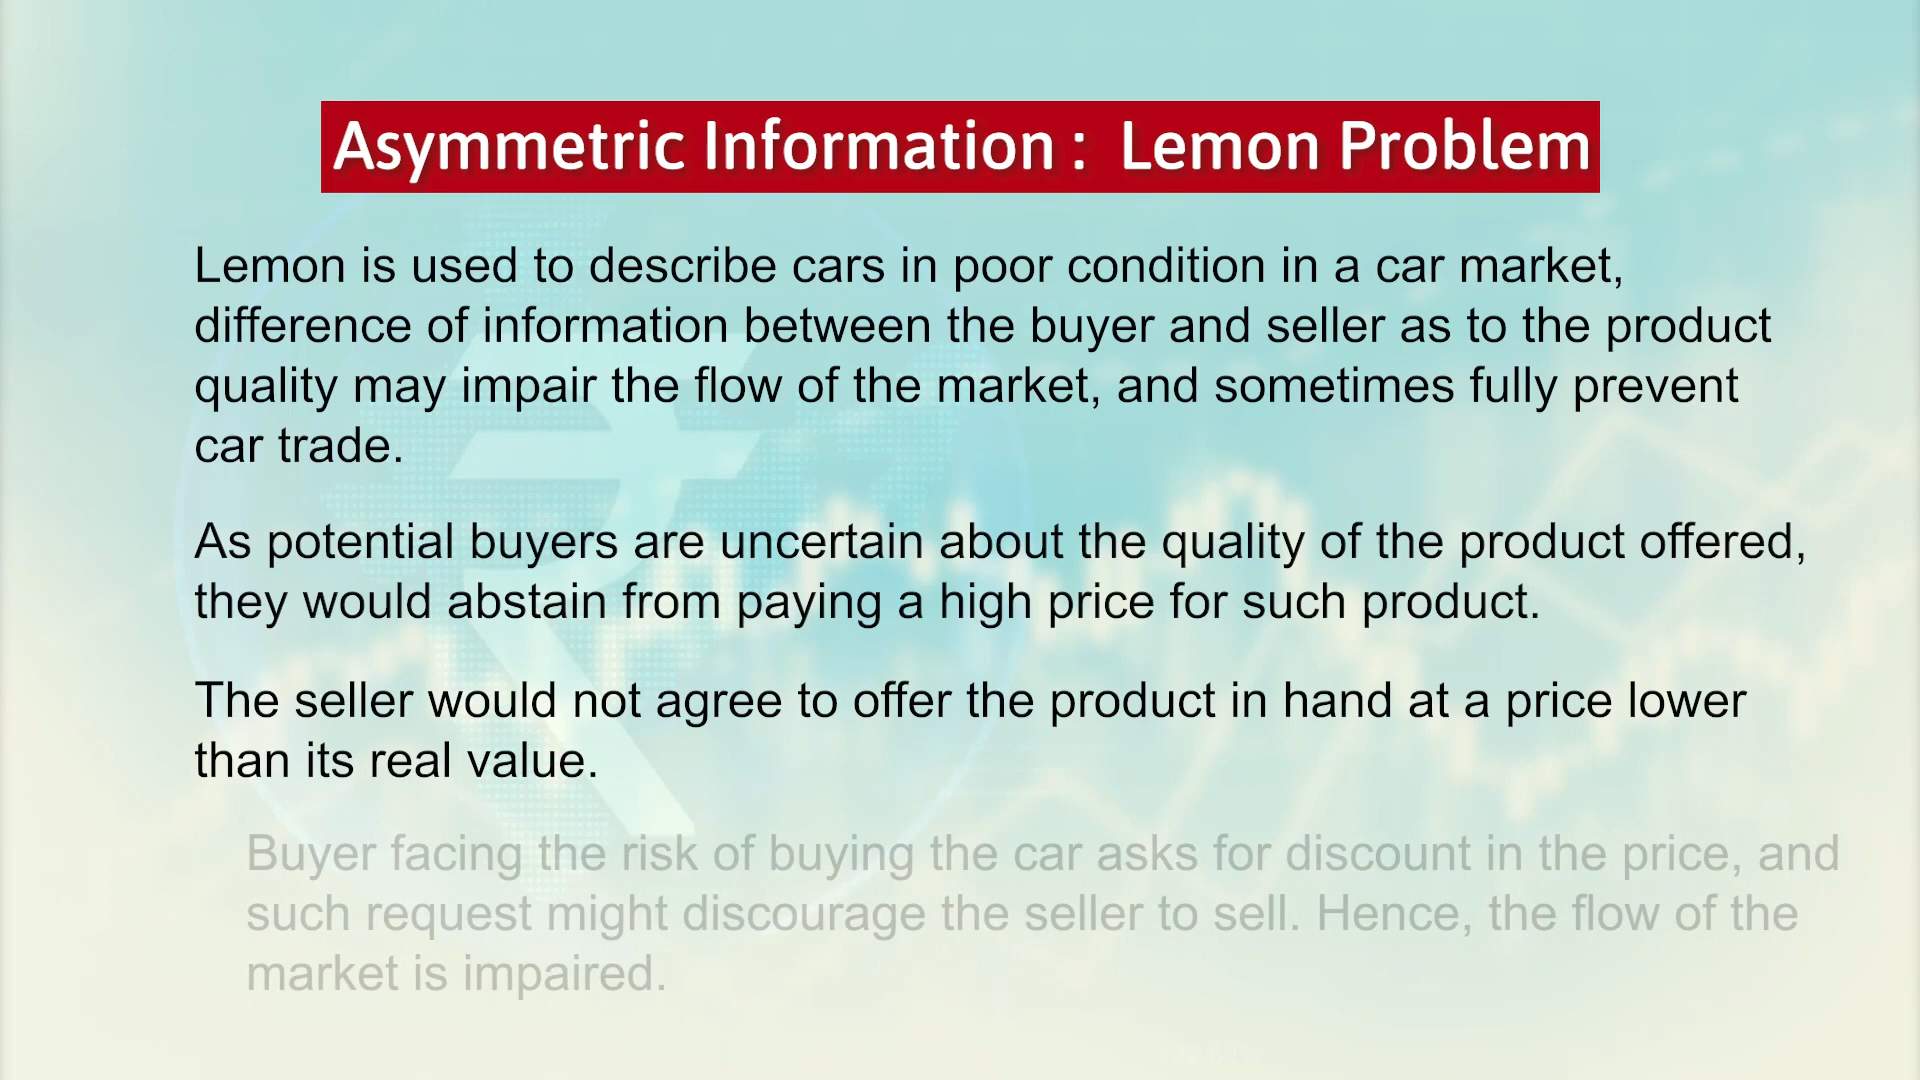 Asymmetric Information : Lemon Problem
Lemon is used to describe cars in poor condition in a car market,
difference of information between the buyer and seller as to the product
quality may impair the flow of the market, and sometimes fully prevent
car trade.
As potential buyers are uncertain about the quality of the product offered,
they would abstain from paying a high price for such product.
The seller would not agree to offer the product in hand at a price lower
than its real value.
Buyer facing the risk of buying the car asks for discount in the price, and
such request might discourage the seller to sell. Hence, the flow of the
market is impaired.